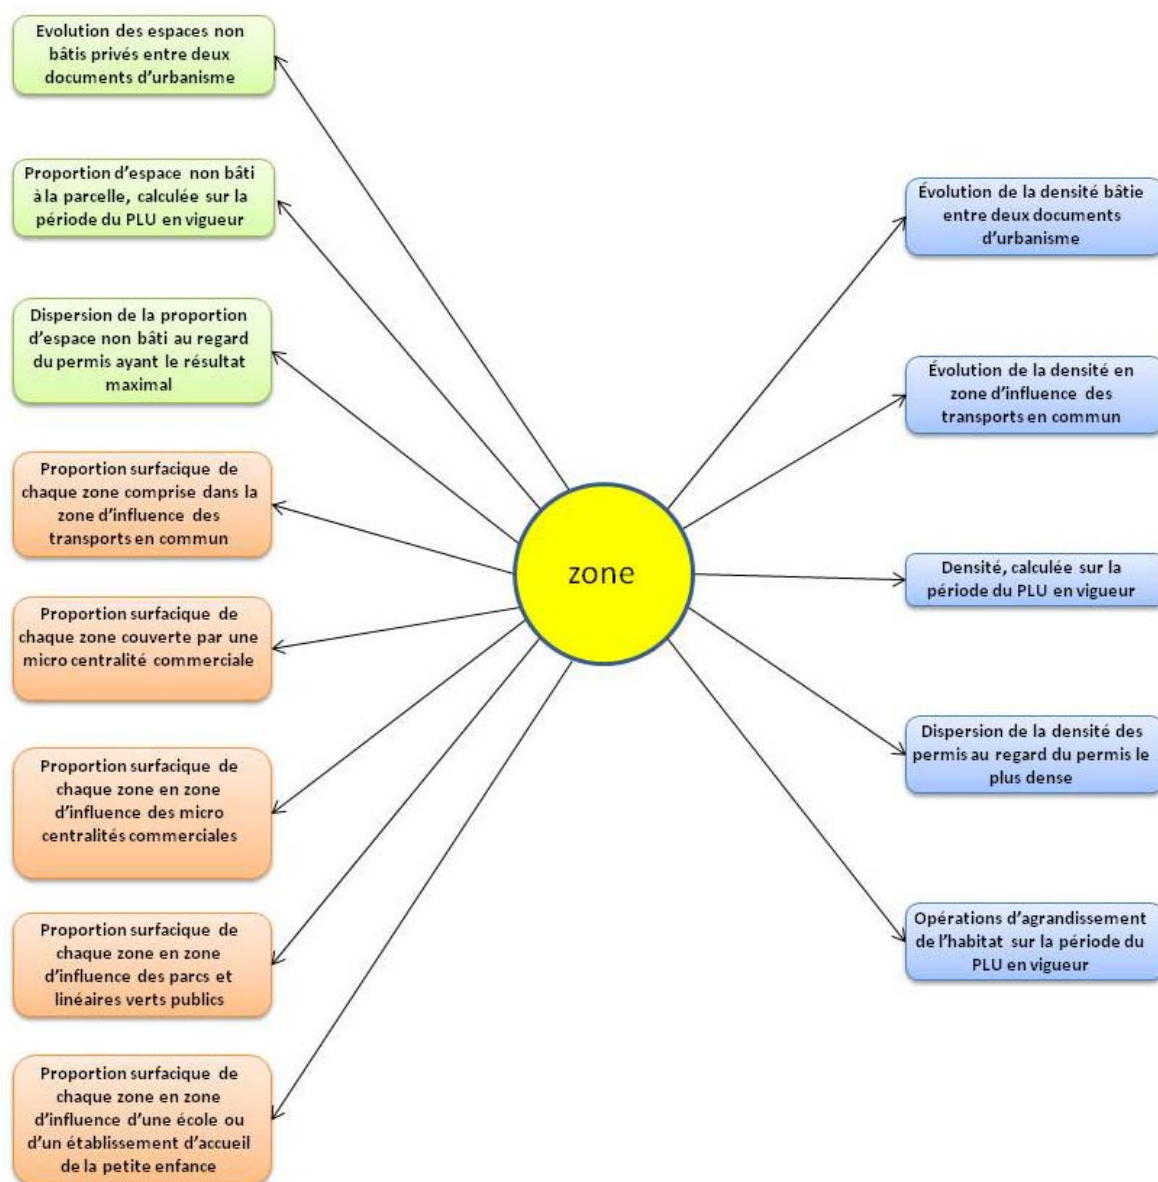 Evolution des espaces non
bâtis privés entre deux
documents d'urbanisme
Proportion d'espace non bâti
à la parcelle, calculée sur la
période du PLU en vigueur
Dispersion de la proportion
d'espace non bâti au regard
du permis ayant le résultat
maximal
Proportion surfacique de
chaque zone comprise dans la
zone d'influence des
transports en commun
Proportion surfacique de
chaque zone couverte par une
micro centralité commerciale
Proportion surfacique de
chaque zone en zone
d'influence des micro
centralités commerciales
Proportion surfacique de
chaque zone en zone
d'influence des parcs et
linéaires verts publics
Proportion surfacique de
chaque zone en zone
d'influence d'une école ou
d'un établissement d'accueil
de la petite enfance
zone
Évolution de la densité bâtie
entre deux documents
d'urbanisme
Évolution de la densité en
zone d'influence des
transports en commun
Densité, calculée sur la
période du PLU en vigueur
Dispersion de la densité des
permis au regard du permis le
plus dense
Opérations d'agrandissement
de l'habitat sur la période du
PLU en vigueur